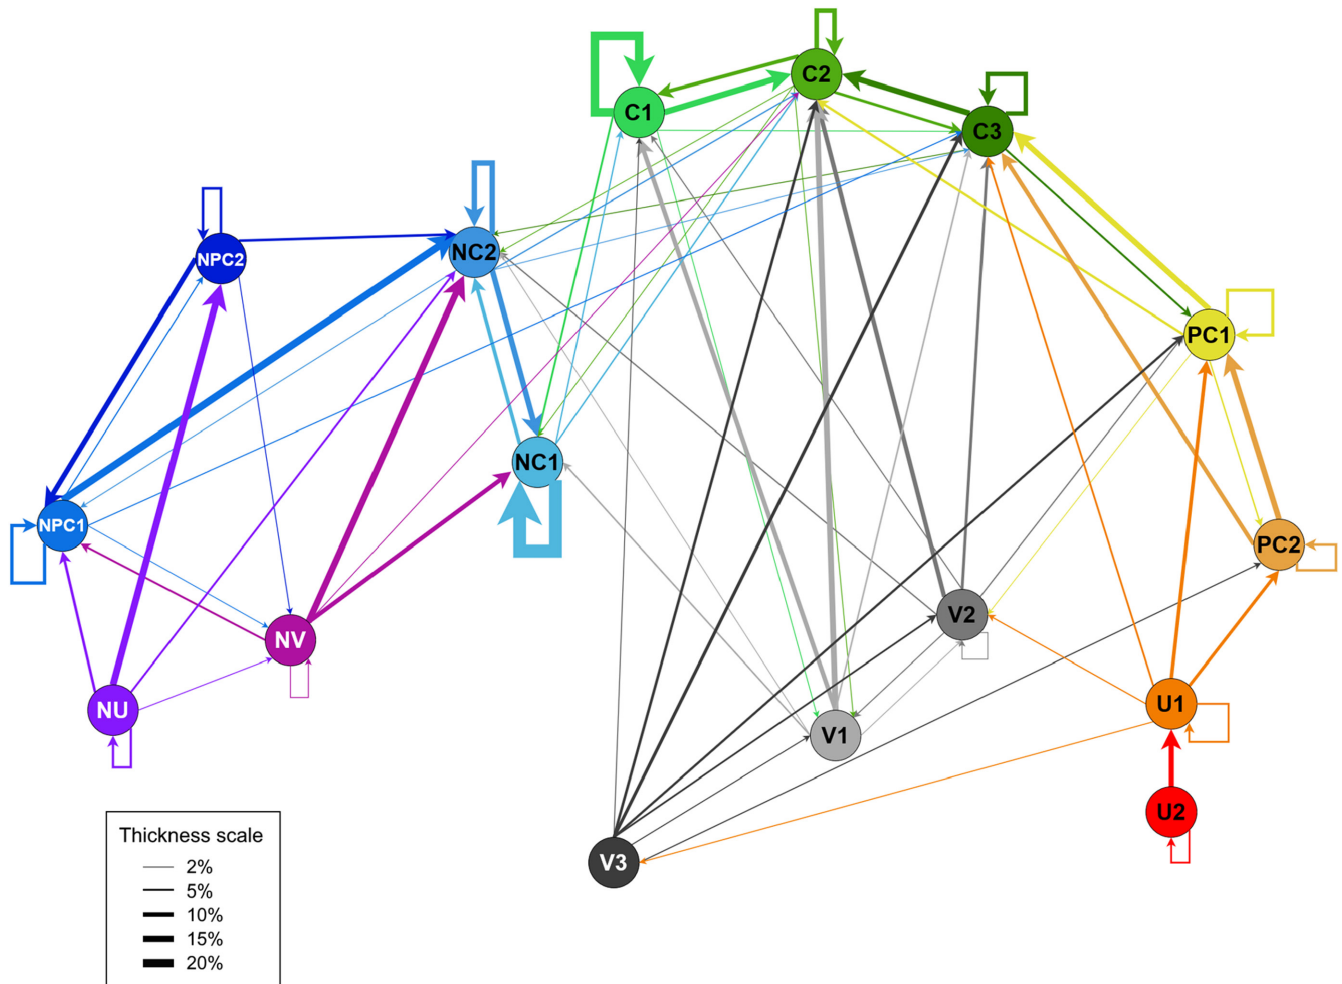 C2
C1
C3
NC2
NPC2
PC1
NC1
NPC1
PC2
V2
NV
U1
NU
V1
U2
V3
Thickness scale
2%
5%
10%
15%
20%